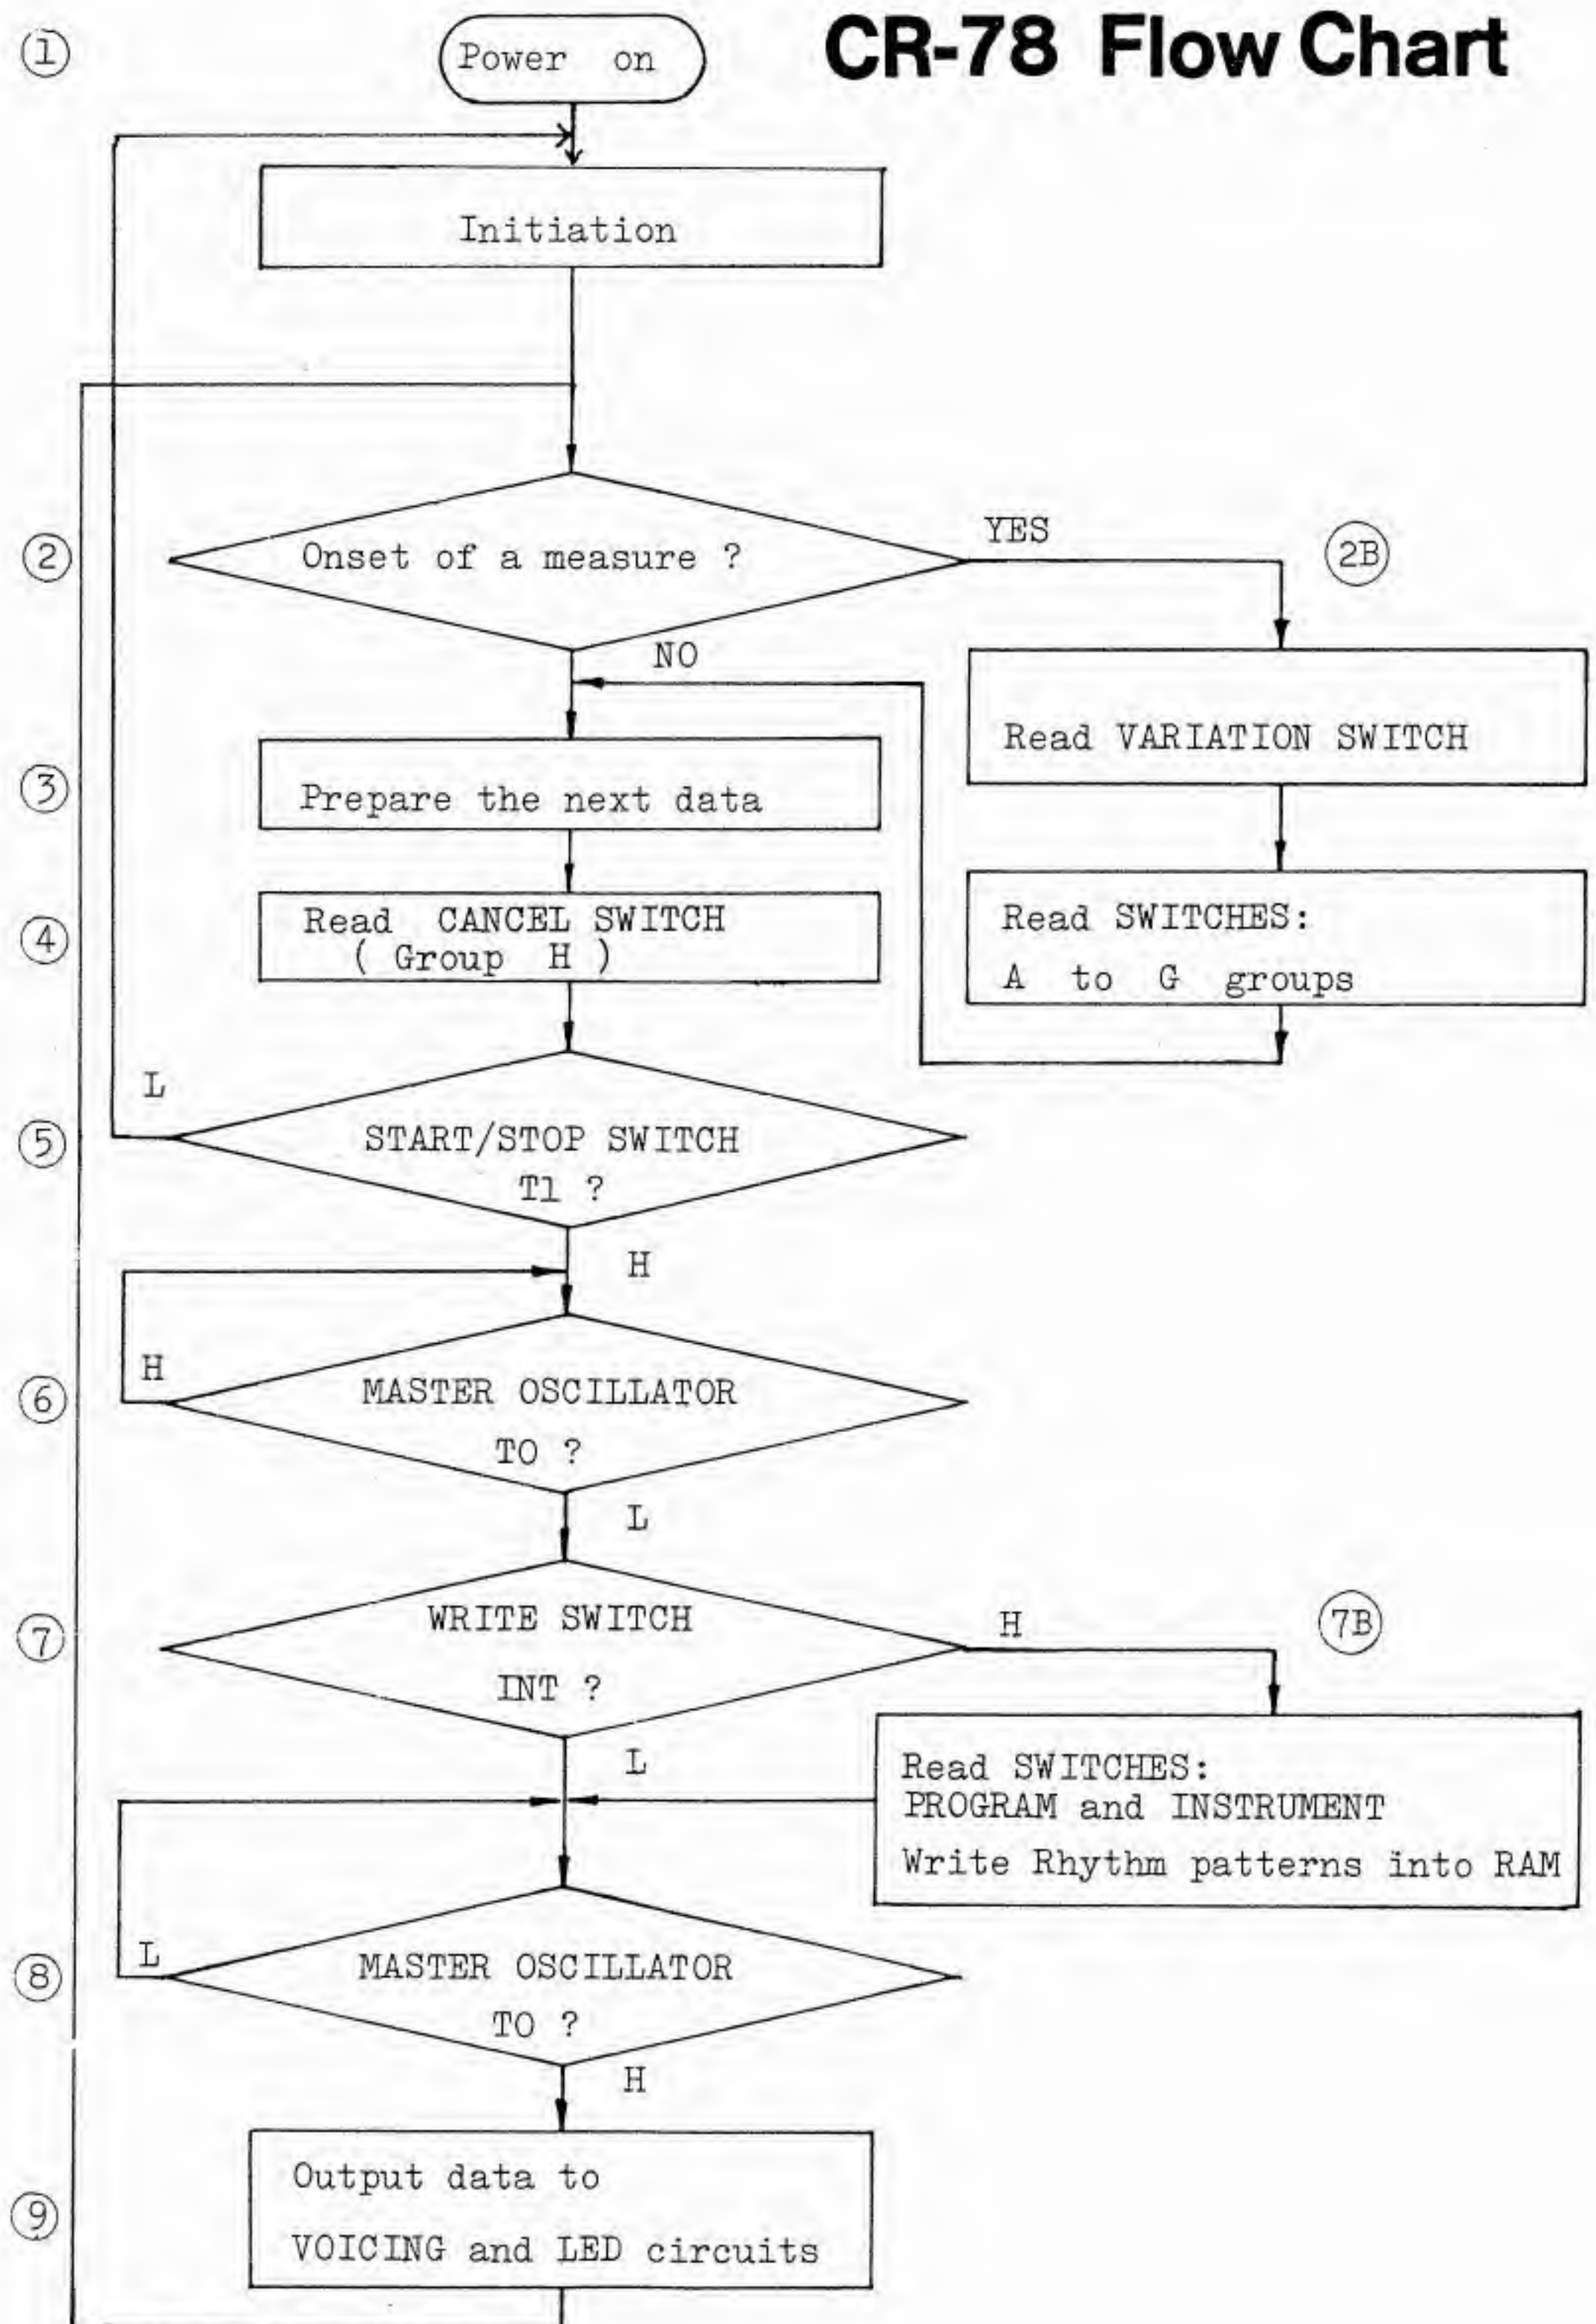 CR-78 Flow Chart
1
Power on
Initiation
2
Onset of a measure ?
YES
2B
NO
Read VARIATION SWITCH
3
Prepare the next data
4
Read CANCEL SWITCH
( Group H )
Read SWITCHES:
A to G groups
L
5
START/STOP SWITCH
T1 ?
H
H
6
MASTER OSCILLATOR
TO ?
L
7
WRITE SWITCH
INT ?
H
7B
L
Read SWITCHES:
PROGRAM and INSTRUMENT
Write Rhythm patterns into RAM
L
8
MASTER OSCILLATOR
TO ?
H
9
Output data to
VOICING and LED circuits